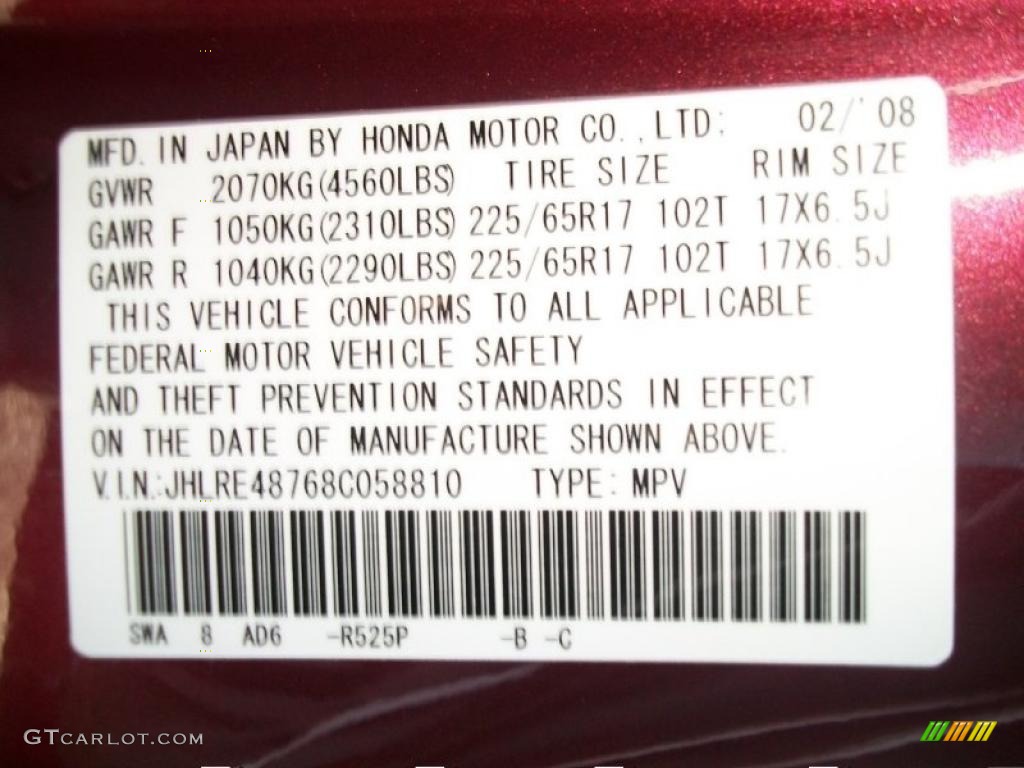 MFD. IN JAPAN BY HONDA MOTOR CO.,LTD: 02/'08
GVWR 2070KG(4560LBS) TIRE SIZE RIM SIZE
GAWR F 1050KG(2310LBS) 225/65R17 102T 17X6.5J
GAWR R 1040KG(2290LBS) 225/65R17 102T 17X6.5J
THIS VEHICLE CONFORMS TO ALL APPLICABLE
FEDERAL MOTOR VEHICLE SAFETY
AND THEFT PREVENTION STANDARDS IN EFFECT
ON THE DATE OF MANUFACTURE SHOWN ABOVE.
V.I.N.:JHLRE48768C058810 TYPE: MPV
SWA 8 AD6 -R525P -B -C
GTCARLOT.COM